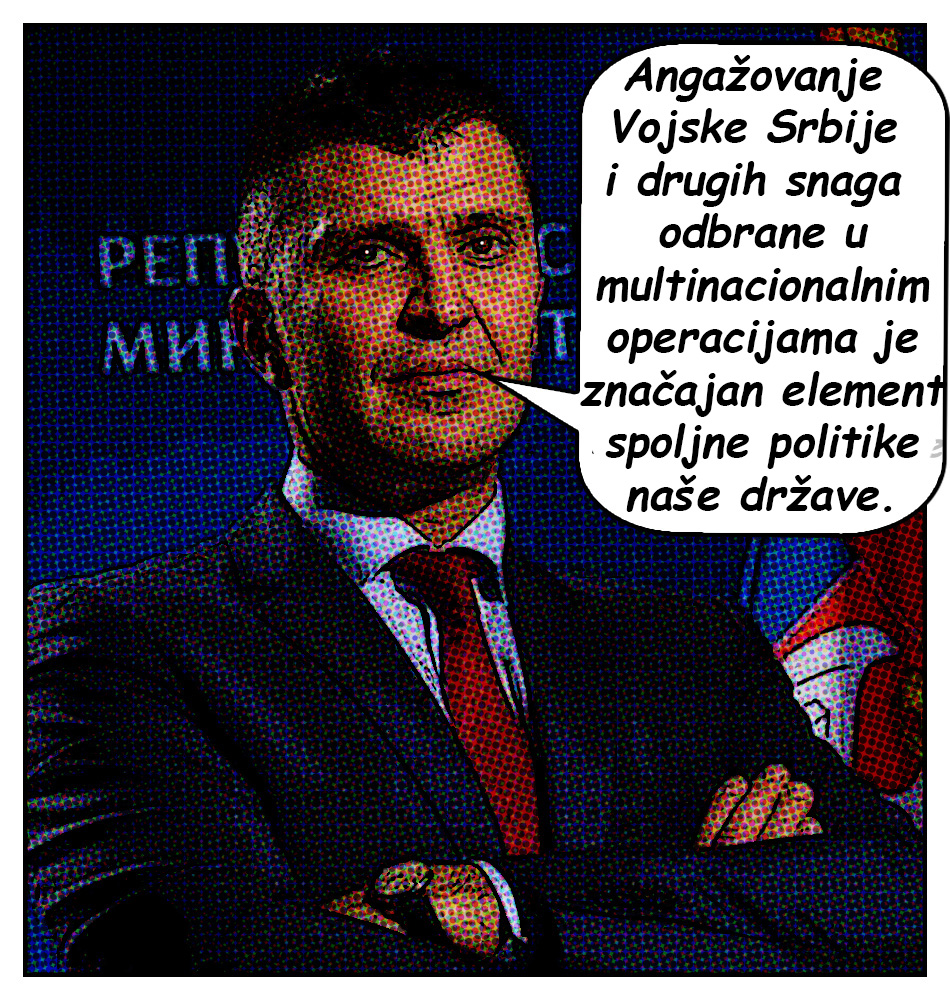 Angažovanje
Vojske Srbije
i drugih snaga
odbrane u
multinacionalnim
operacijama je
značajan element
spoljne politike
naše države.